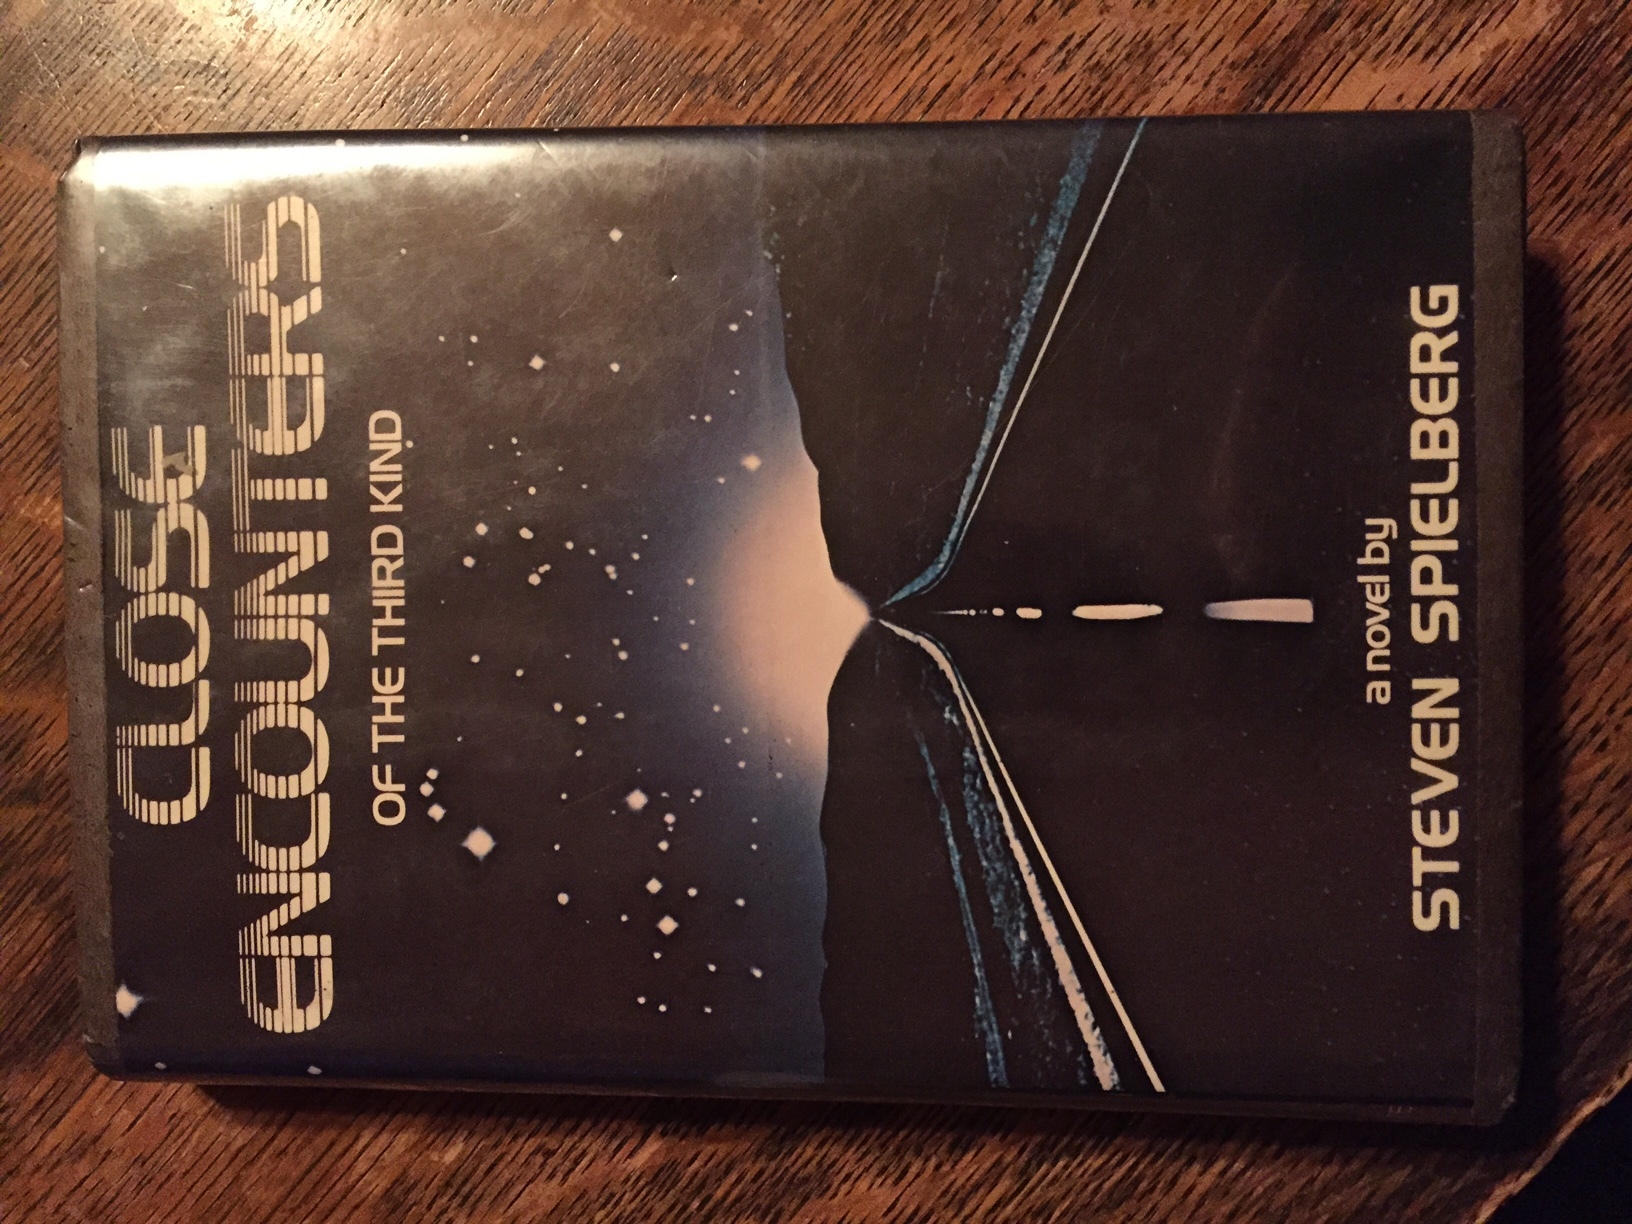 CLOSE
ENCOUNTERS
OF THE THIRD KIND
a novel by
STEVEN SPIELBERG